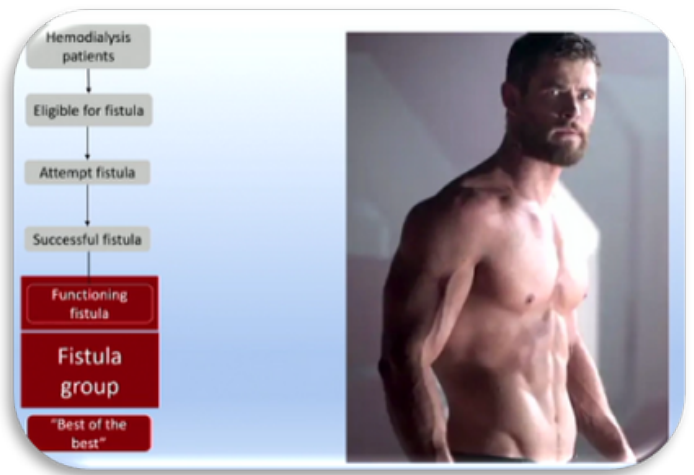 Hemodialysis
patients
Eligible for fistula
Attempt fistula
Successful fistula
Functioning
fistula
Fistula
group
"Best of the
best"